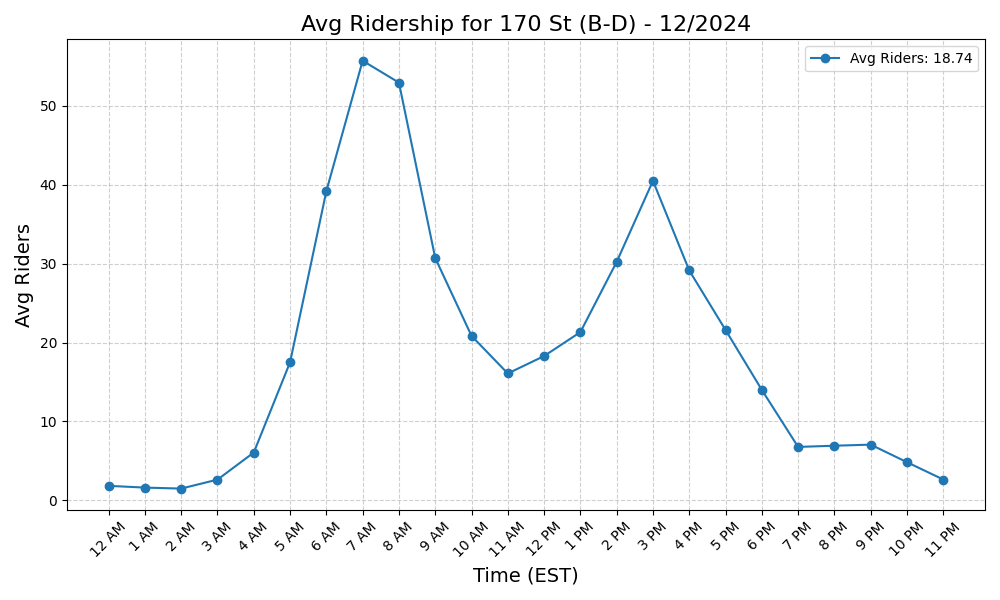 Avg Ridership for 170 St (B-D) - 12/2024
Avg Riders: 18.74
Avg Riders
50
40
30
20
10
0
12 AM
1 AM
2 AM
3 AM
4 AM
5 AM
6 AM
7 AM
8 AM
9 AM
10 AM
11 AM
12 PM
1 PM
2 PM
3 PM
4 PM
5 PM
6 PM
7 PM
8 PM
9 PM
10 PM
11 PM
Time (EST)